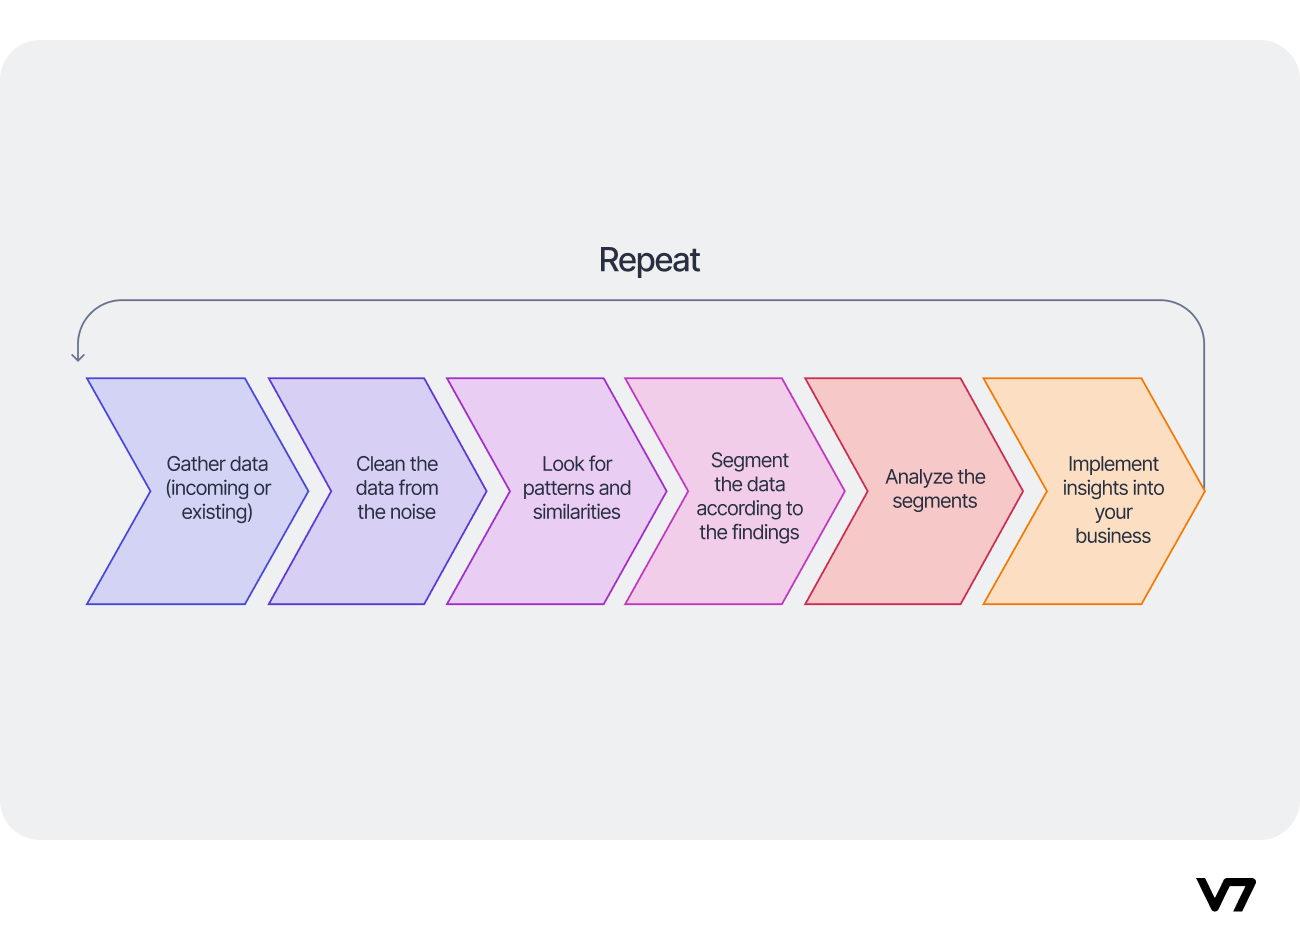 Repeat
Gather data
(incoming or
existing)
Clean the
data from
the noise
Look for
patterns and
similarities
Segment
the data
according to
the findings
Analyze the
segments
Implement
insights into
your
business
V7